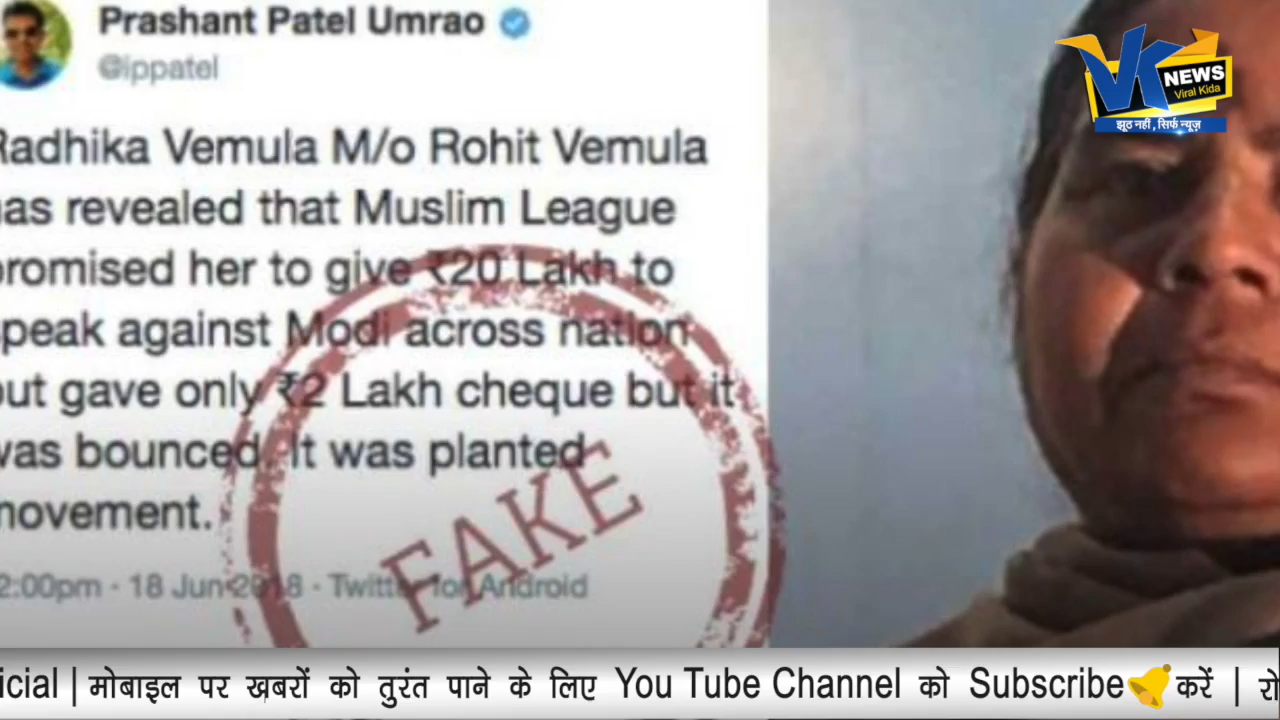 Prashant Patel Umrao
@ippatel
Radhika Vemula M/o Rohit Vemula
has revealed that Muslim League
promised her to give ₹20 Lakh to
speak against Modi across nation
but gave only ₹2 Lakh cheque but it
was bounced. It was planted
movement.
2:00pm · 18 Jun 2018 · Twitter for Android
FAKE
VK
NEWS
Viral Kida
झूठ नहीं, सिर्फ न्यूज़
icial | मोबाइल पर खबरों को तुरंत पाने के लिए You Tube Channel को Subscribe करें | रो